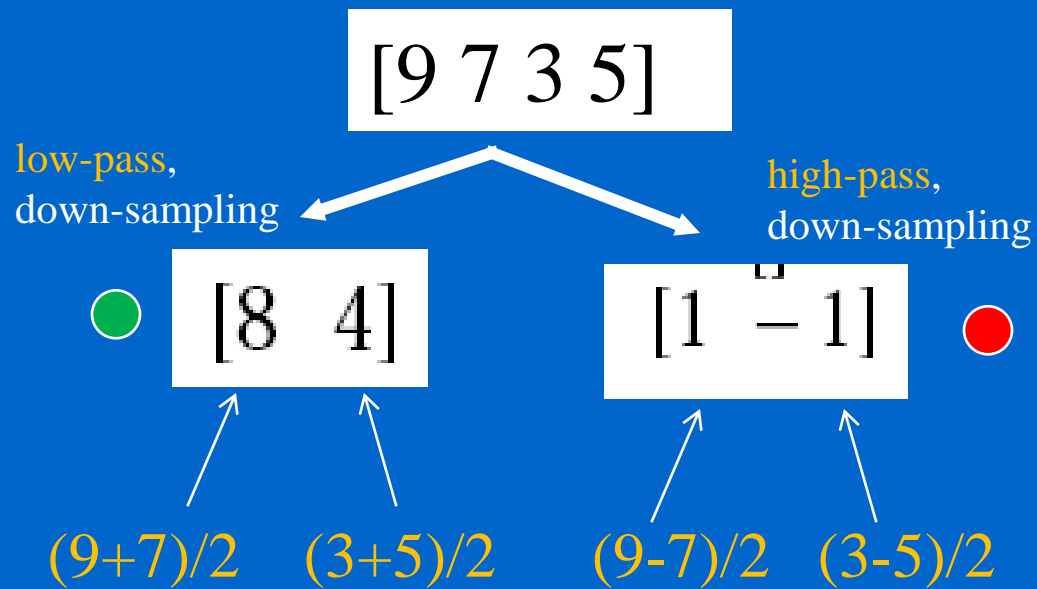 [9 7 3 5]
low-pass,
down-sampling
high-pass,
down-sampling
[8 4]
[1 − 1]
(9+7)/2 (3+5)/2 (9-7)/2 (3-5)/2